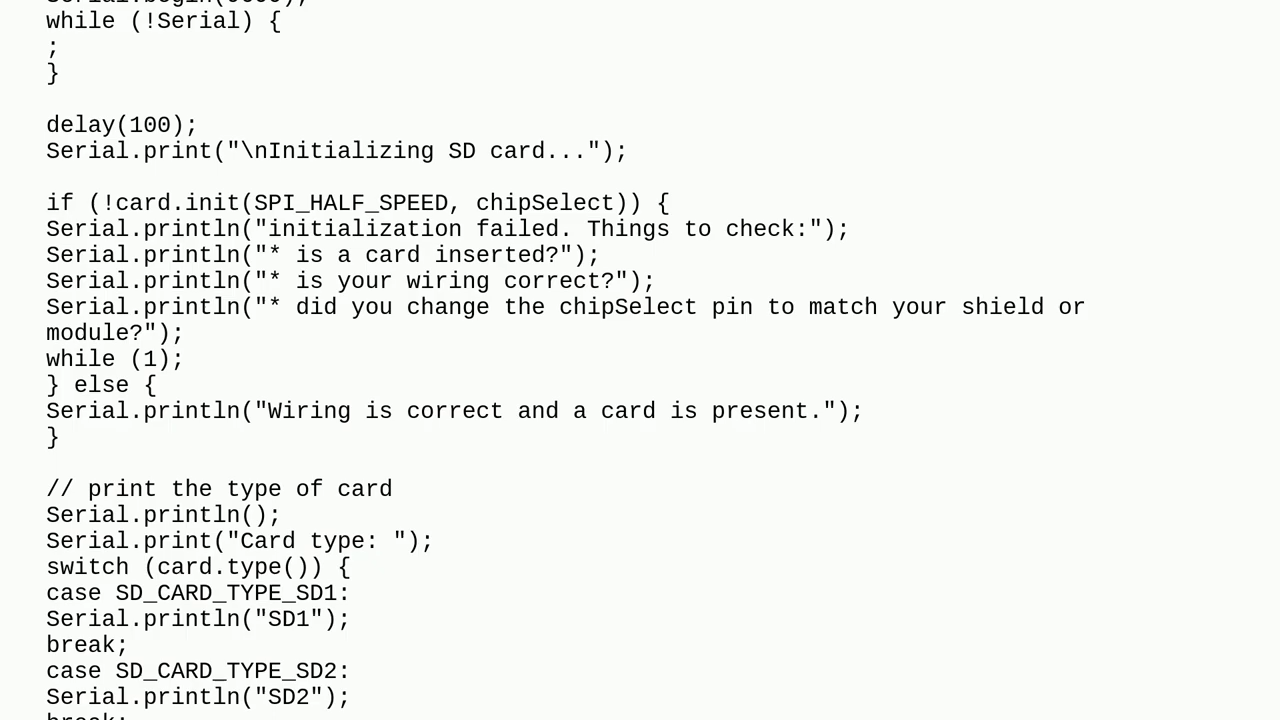 while (!Serial) {
;
}
delay(100);
Serial.print("\nInitializing SD card...");
if (!card.init(SPI_HALF_SPEED, chipSelect)) {
Serial.println("initialization failed. Things to check:");
Serial.println("* is a card inserted?");
Serial.println("* is your wiring correct?");
Serial.println("* did you change the chipSelect pin to match your shield or
module?");
while (1);
} else {
Serial.println("Wiring is correct and a card is present.");
}
// print the type of card
Serial.println();
Serial.print("Card type: ");
switch (card.type()) {
case SD_CARD_TYPE_SD1:
Serial.println("SD1");
break;
case SD_CARD_TYPE_SD2:
Serial.println("SD2");
break;